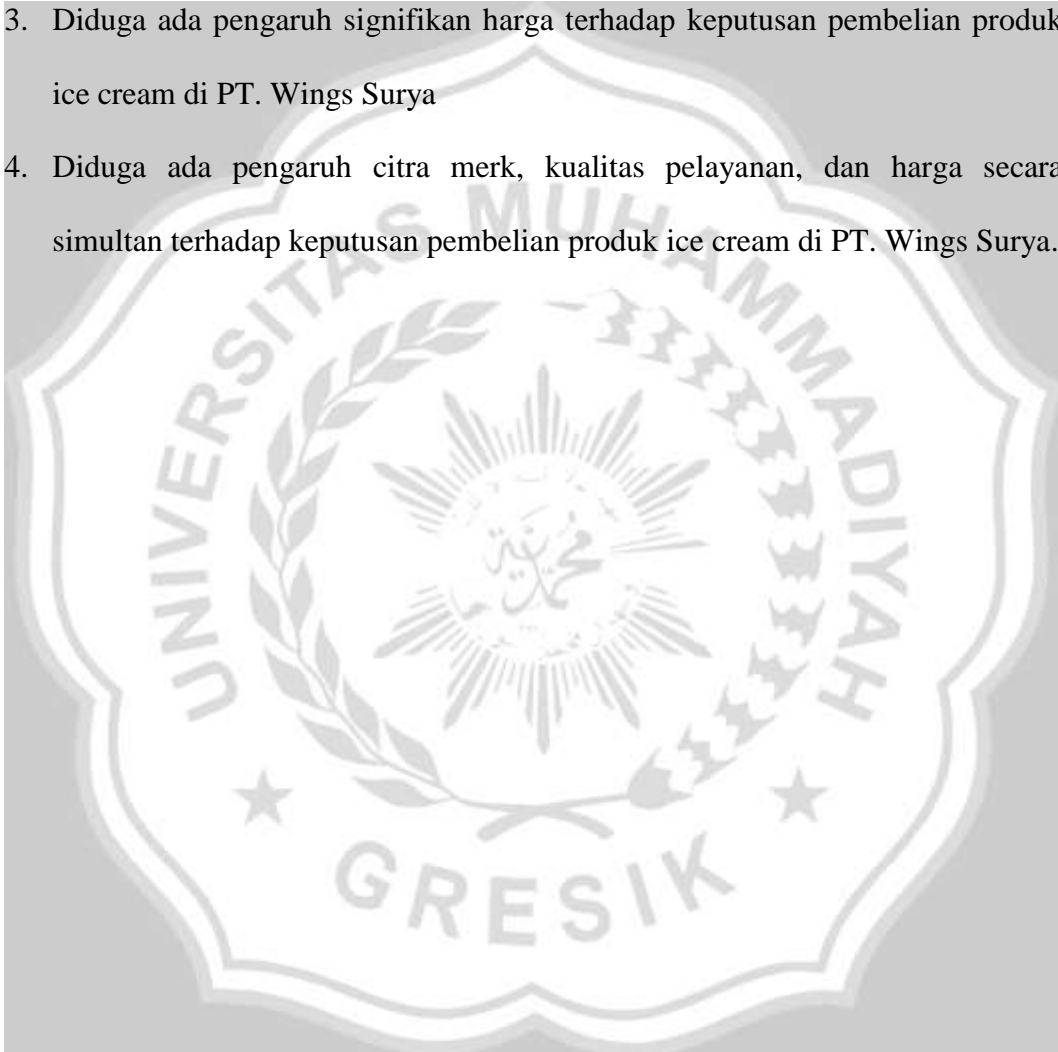 3. Diduga ada pengaruh signifikan harga terhadap keputusan pembelian produk
ice cream di PT. Wings Surya
4. Diduga ada pengaruh citra merk, kualitas pelayanan, dan harga secara
simultan terhadap keputusan pembelian produk ice cream di PT. Wings Surya.
UNIVERSITAS MUHAMMADIYAH
GRESIK